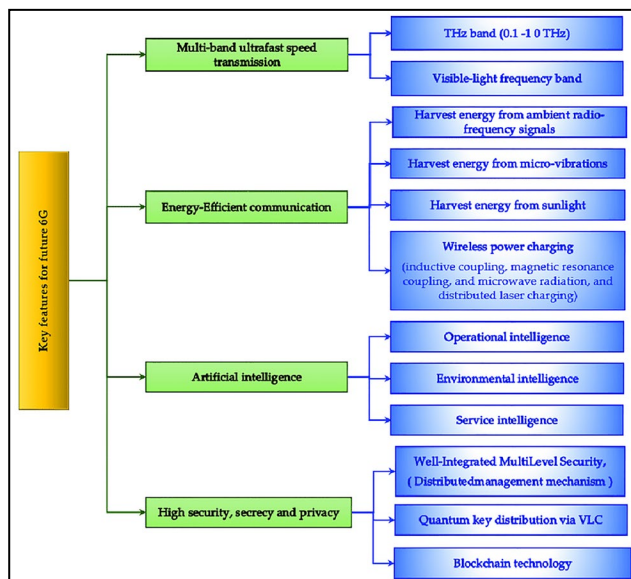 Key features for future 6G
Multi-band ultrafast speed
transmission
THz band (0.1 -1 0 THz)
Visible-light frequency band
Energy-Efficient communication
Harvest energy from ambient radio-
frequency signals
Harvest energy from micro-vibrations
Harvest energy from sunlight
Wireless power charging
(inductive coupling, magnetic resonance
coupling, and microwave radiation, and
distributed laser charging)
Artificial intelligence
Operational intelligence
Environmental intelligence
Service intelligence
High security, secrecy and privacy
Well-Integrated MultiLevel Security,
( Distributedmanagement mechanism )
Quantum key distribution via VLC
Blockchain technology